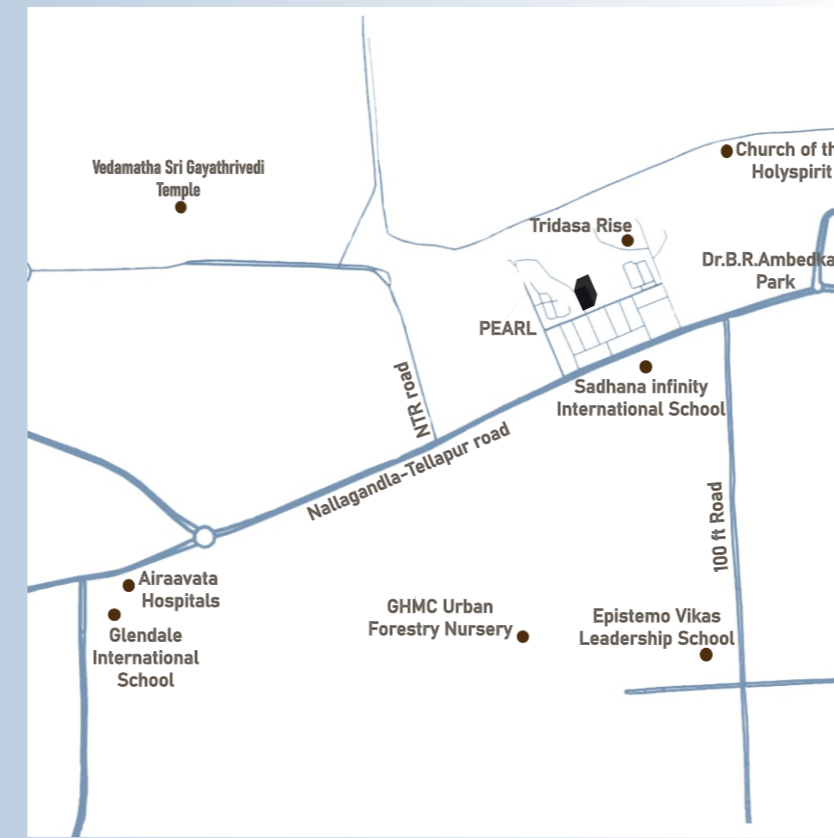 Church of th
Holyspirit
Vedamatha Sri Gayathrivedi
Temple
Tridasa Rise
Dr.B.R.Ambedka
Park
PEARL
Sadhana infinity
International School
NTR road
Nallagandla-Tellapur road
100 ft Road
Airaavata
Hospitals
GHMC Urban
Forestry Nursery
Epistemo Vikas
Leadership School
Glendale
International
School